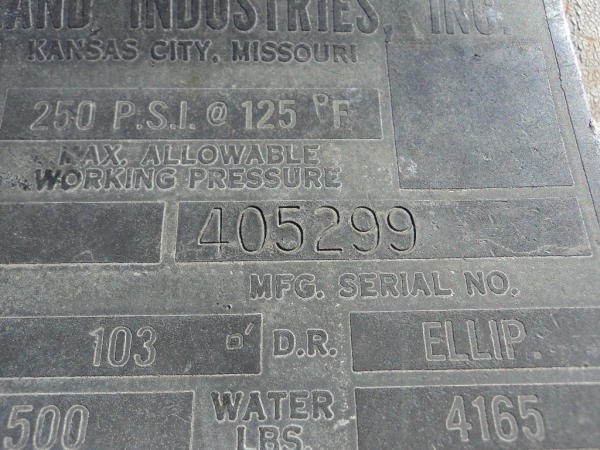 AND INDUSTRIES, INC.
KANSAS CITY, MISSOURI
250 P.S.I. @ 125 °F
MAX. ALLOWABLE
WORKING PRESSURE
405299
MFG. SERIAL NO.
103 □' D.R. ELLIP.
500 WATER LBS. 4165